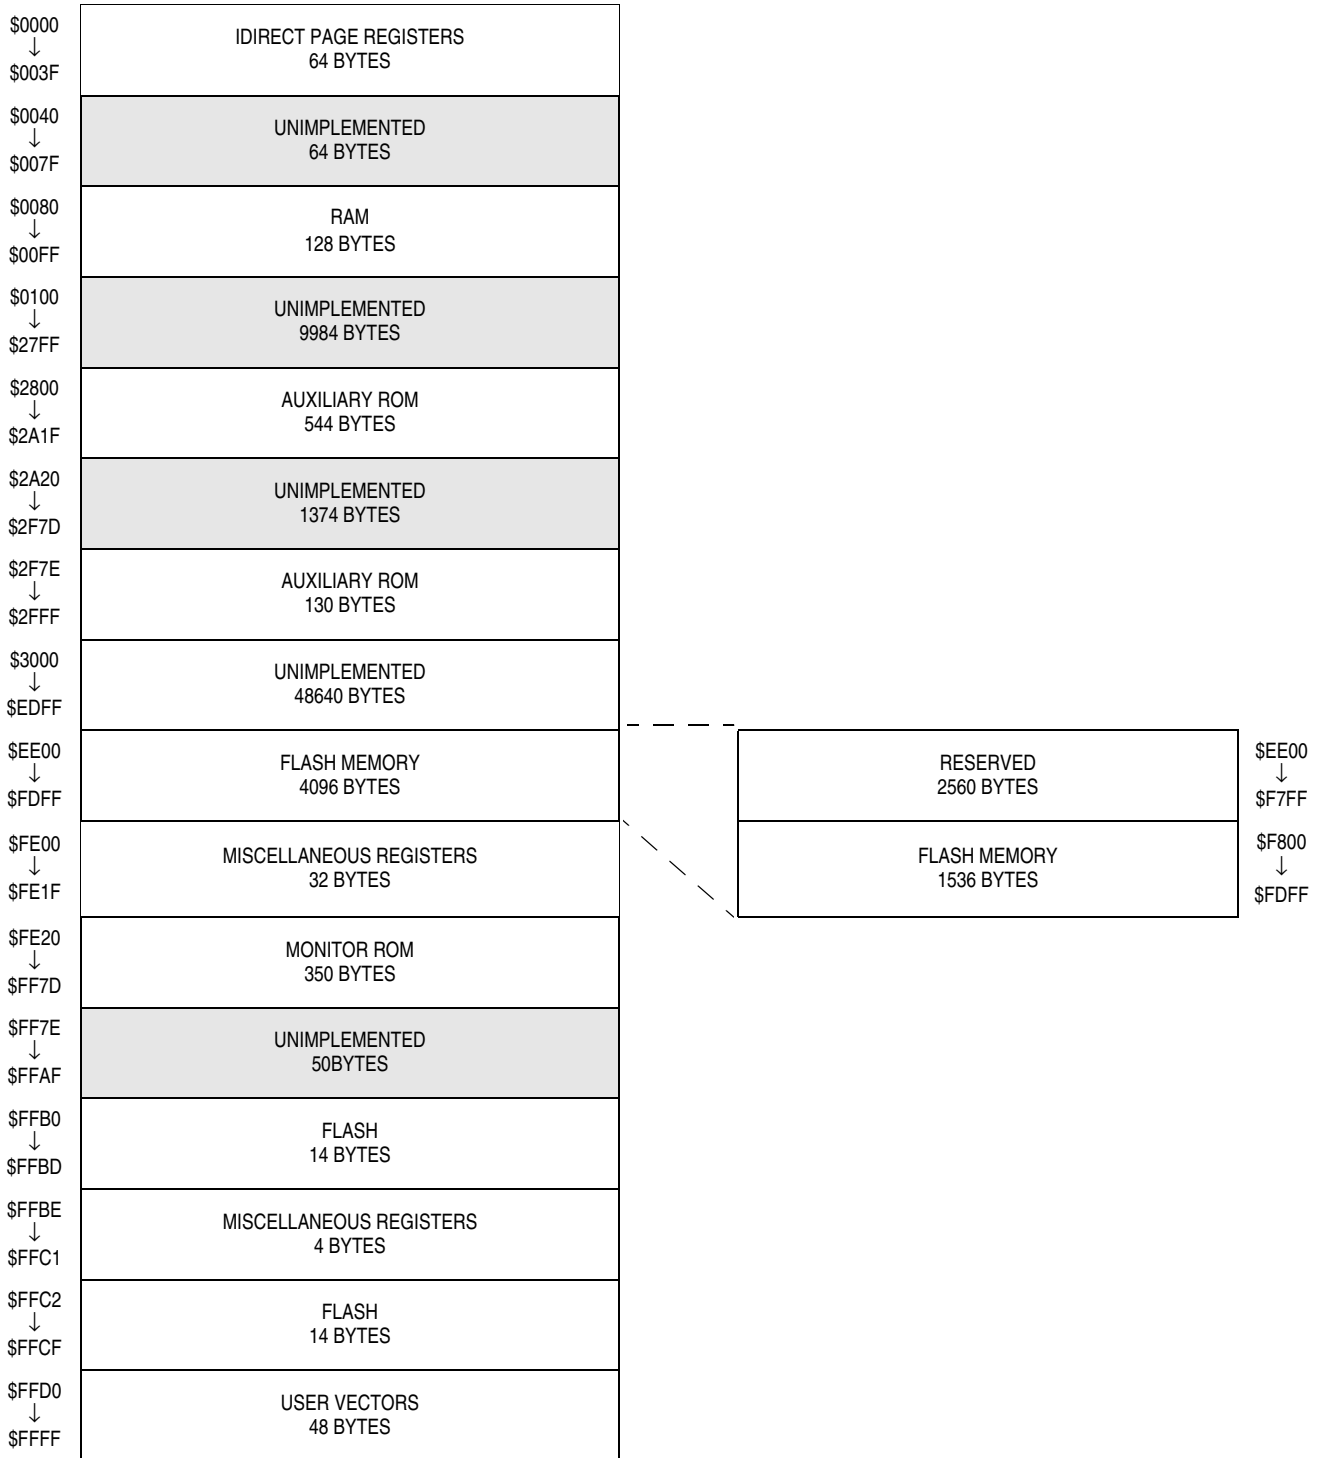 $0000
↓
$003F
IDIRECT PAGE REGISTERS
64 BYTES
$0040
↓
$007F
UNIMPLEMENTED
64 BYTES
$0080
↓
$00FF
RAM
128 BYTES
$0100
↓
$27FF
UNIMPLEMENTED
9984 BYTES
$2800
↓
$2A1F
AUXILIARY ROM
544 BYTES
$2A20
↓
$2F7D
UNIMPLEMENTED
1374 BYTES
$2F7E
↓
$2FFF
AUXILIARY ROM
130 BYTES
$3000
↓
$EDFF
UNIMPLEMENTED
48640 BYTES
$EE00
↓
$FDFF
FLASH MEMORY
4096 BYTES
RESERVED
2560 BYTES
$EE00
↓
$F7FF
$FE00
↓
$FE1F
MISCELLANEOUS REGISTERS
32 BYTES
FLASH MEMORY
1536 BYTES
$F800
↓
$FDFF
$FE20
↓
$FF7D
MONITOR ROM
350 BYTES
$FF7E
↓
$FFAF
UNIMPLEMENTED
50BYTES
$FFB0
↓
$FFBD
FLASH
14 BYTES
$FFBE
↓
$FFC1
MISCELLANEOUS REGISTERS
4 BYTES
$FFC2
↓
$FFCF
FLASH
14 BYTES
$FFD0
↓
$FFFF
USER VECTORS
48 BYTES